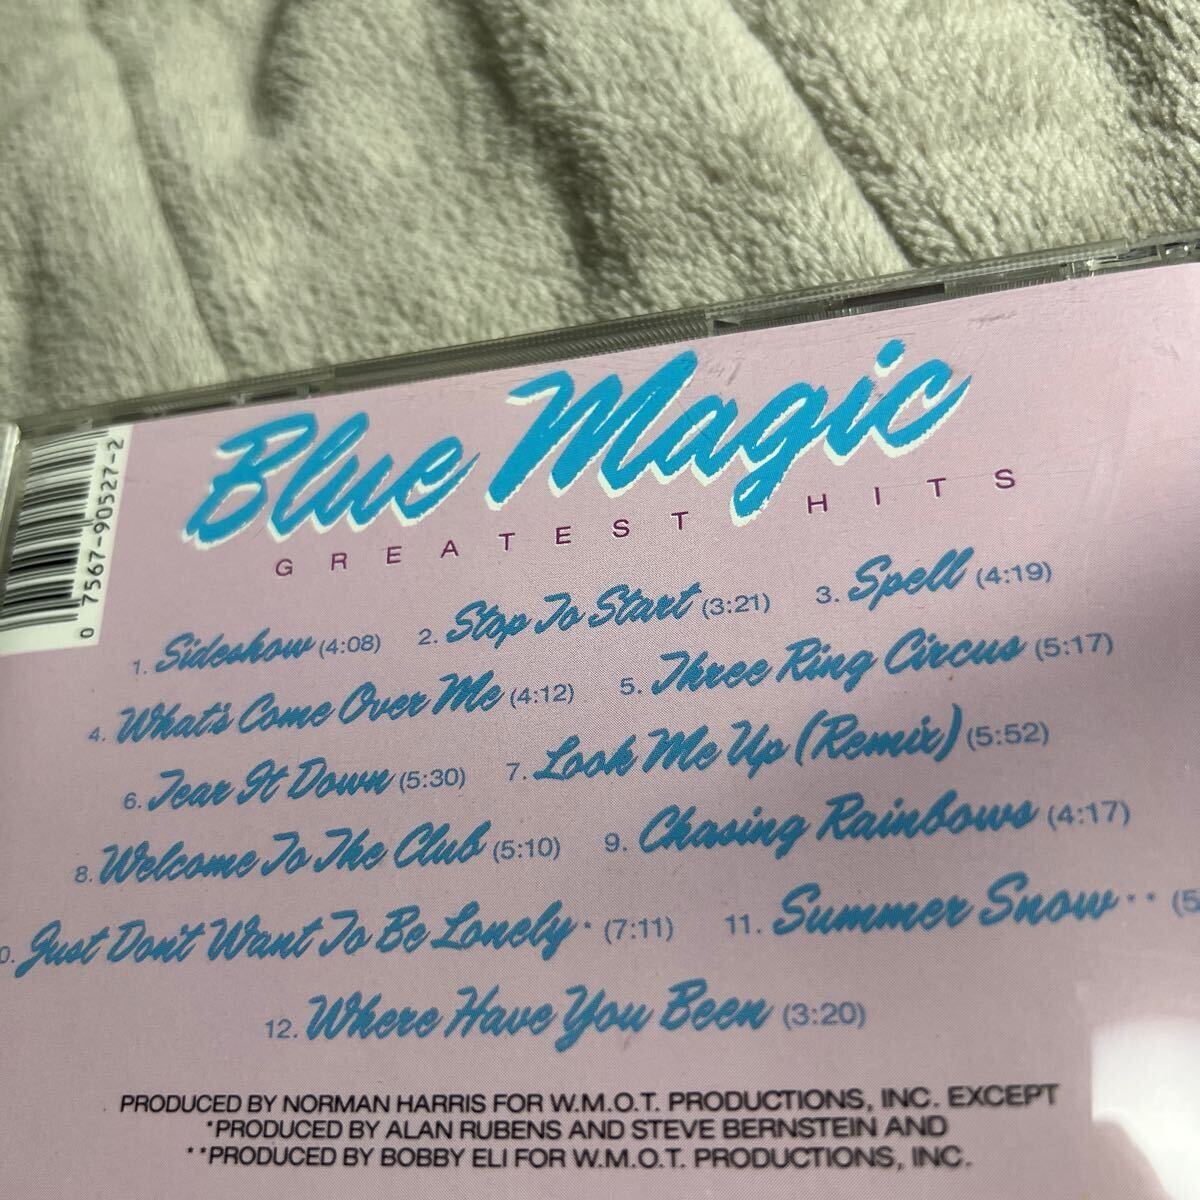 Blue Magic
GREATEST HITS
0 7567-90527-2
1. Sideshow (4:08) 2. Stop To Start (3:21) 3. Spell (4:19)
4. What's Come Over Me (4:12) 5. Three Ring Circus (5:17)
6. Tear It Down (5:30) 7. Look Me Up (Remix) (5:52)
8. Welcome To The Club (5:10) 9. Chasing Rainbows (4:17)
0. Just Don't Want To Be Lonely* (7:11) 11. Summer Snow** (5
12. Where Have You Been (3:20)
PRODUCED BY NORMAN HARRIS FOR W.M.O.T. PRODUCTIONS, INC. EXCEPT
*PRODUCED BY ALAN RUBENS AND STEVE BERNSTEIN AND
**PRODUCED BY BOBBY ELI FOR W.M.O.T. PRODUCTIONS, INC.